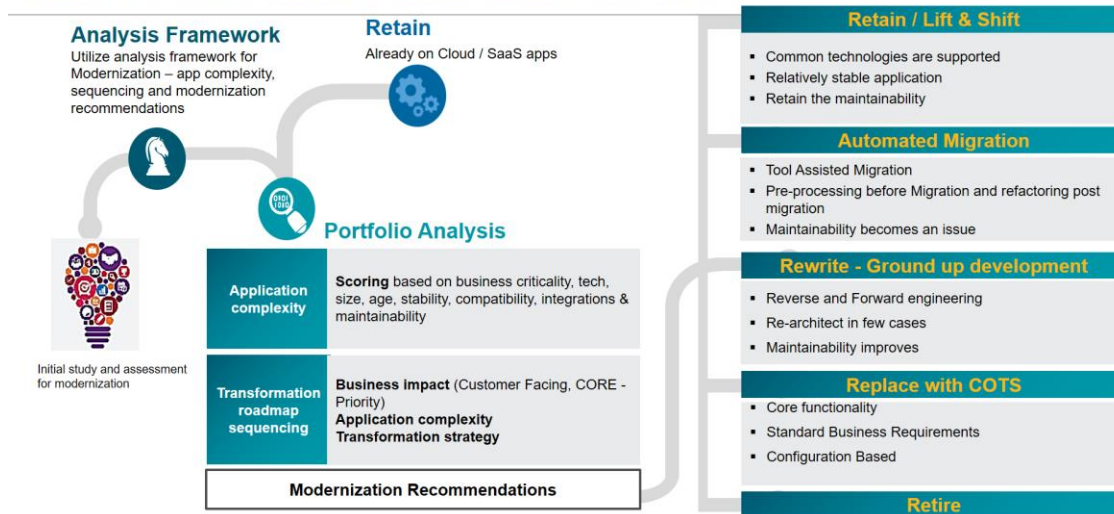 Analysis Framework
Utilize analysis framework for
Modernization – app complexity,
sequencing and modernization
recommendations
Retain
Already on Cloud / SaaS apps
Initial study and assessment
for modernization
Portfolio Analysis
Application
complexity
Scoring based on business criticality, tech,
size, age, stability, compatibility, integrations &
maintainability
Transformation
roadmap
sequencing
Business impact (Customer Facing, CORE -
Priority)
Application complexity
Transformation strategy
Modernization Recommendations
Retain / Lift & Shift
▪ Common technologies are supported
▪ Relatively stable application
▪ Retain the maintainability
Automated Migration
▪ Tool Assisted Migration
▪ Pre-processing before Migration and refactoring post
migration
▪ Maintainability becomes an issue
Rewrite - Ground up development
▪ Reverse and Forward engineering
▪ Re-architect in few cases
▪ Maintainability improves
Replace with COTS
▪ Core functionality
▪ Standard Business Requirements
▪ Configuration Based
Retire